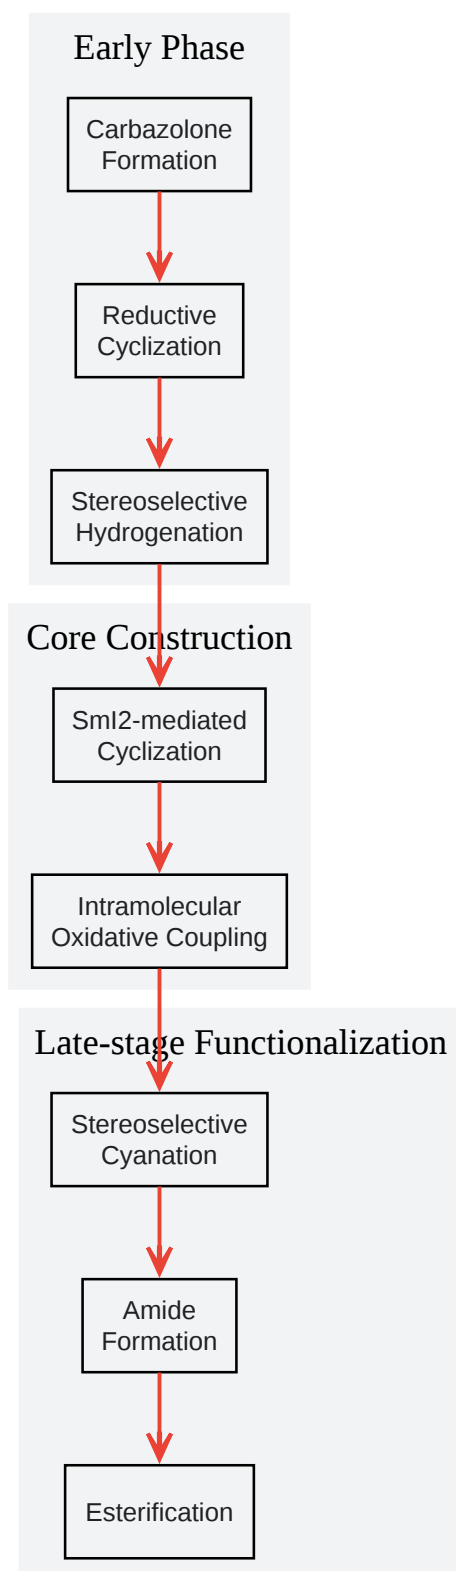 Early Phase
Carbazolone
Formation
Reductive
Cyclization
Stereoselective
Hydrogenation
Core Construction
SmI2-mediated
Cyclization
Intramolecular
Oxidative Coupling
Late-stage Functionalization
Stereoselective
Cyanation
Amide
Formation
Esterification